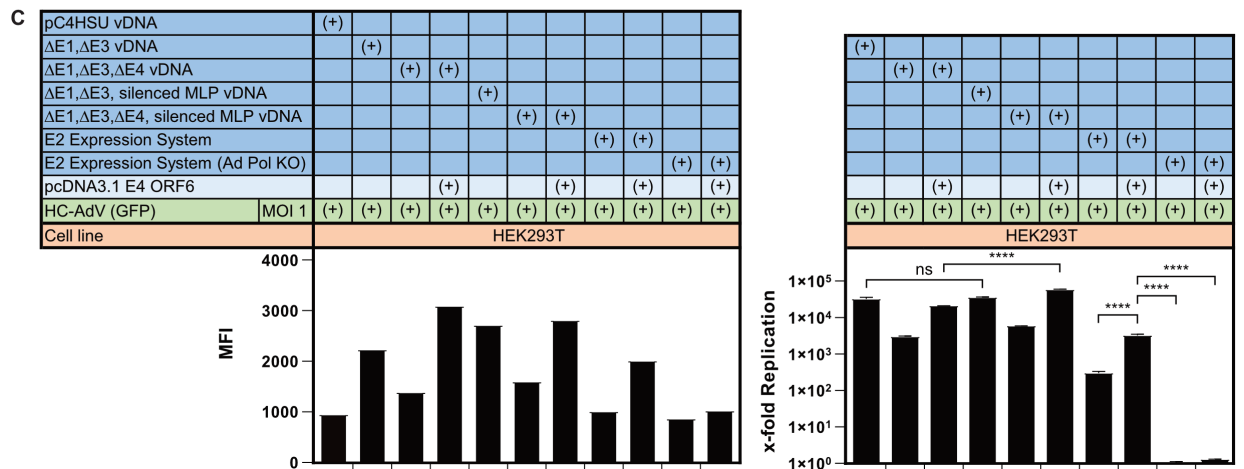 C
pC4HSU vDNA (+)
ΔE1,ΔE3 vDNA (+) (+)
ΔE1,ΔE3,ΔE4 vDNA (+) (+) (+) (+)
ΔE1,ΔE3, silenced MLP vDNA (+) (+)
ΔE1,ΔE3,ΔE4, silenced MLP vDNA (+) (+) (+) (+)
E2 Expression System (+) (+) (+) (+)
E2 Expression System (Ad Pol KO) (+) (+) (+) (+)
pcDNA3.1 E4 ORF6 (+) (+) (+) (+) (+) (+) (+) (+)
HC-AdV (GFP) MOI 1 (+) (+) (+) (+) (+) (+) (+) (+) (+) (+) (+) (+) (+) (+) (+) (+) (+) (+) (+) (+) (+)
Cell line HEK293T HEK293T
MFI
4000
3000
2000
1000
0
x-fold Replication
1×10⁵
1×10⁴
1×10³
1×10²
1×10¹
1×10⁰
ns
****
****
****
****